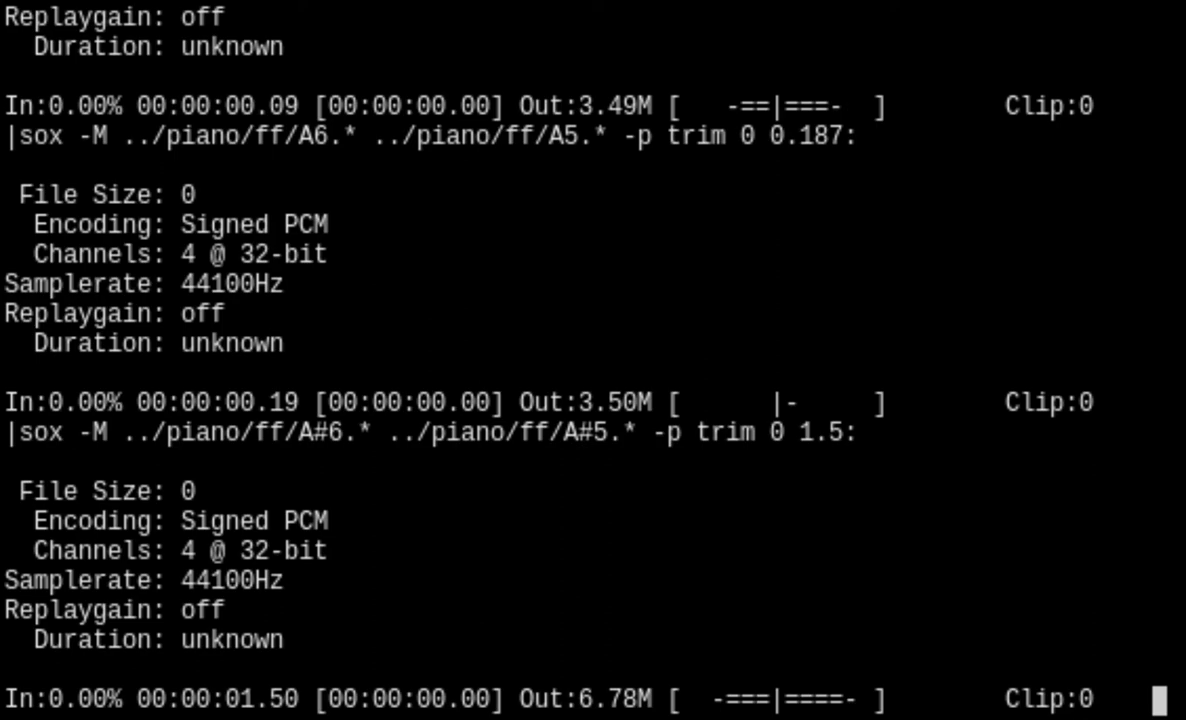 Replaygain: off
  Duration: unknown

In:0.00% 00:00:00.09 [00:00:00.00] Out:3.49M [   -==|===-  ]        Clip:0
|sox -M ../piano/ff/A6.* ../piano/ff/A5.* -p trim 0 0.187:

 File Size: 0
  Encoding: Signed PCM
  Channels: 4 @ 32-bit
Samplerate: 44100Hz
Replaygain: off
  Duration: unknown

In:0.00% 00:00:00.19 [00:00:00.00] Out:3.50M [      |-     ]        Clip:0
|sox -M ../piano/ff/A#6.* ../piano/ff/A#5.* -p trim 0 1.5:

 File Size: 0
  Encoding: Signed PCM
  Channels: 4 @ 32-bit
Samplerate: 44100Hz
Replaygain: off
  Duration: unknown

In:0.00% 00:00:01.50 [00:00:00.00] Out:6.78M [  -===|====- ]        Clip:0